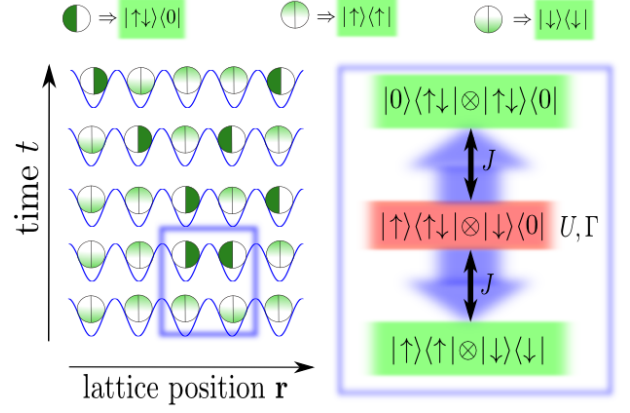 ⇒ |↑↓⟩⟨0| ⇒ |↑⟩⟨↑| ⇒ |↓⟩⟨↓|
time t
lattice position r
|0⟩⟨↑↓|⊗|↑↓⟩⟨0|
J
|↑⟩⟨↑↓|⊗|↓⟩⟨0| U, Γ
J
|↑⟩⟨↑|⊗|↓⟩⟨↓|